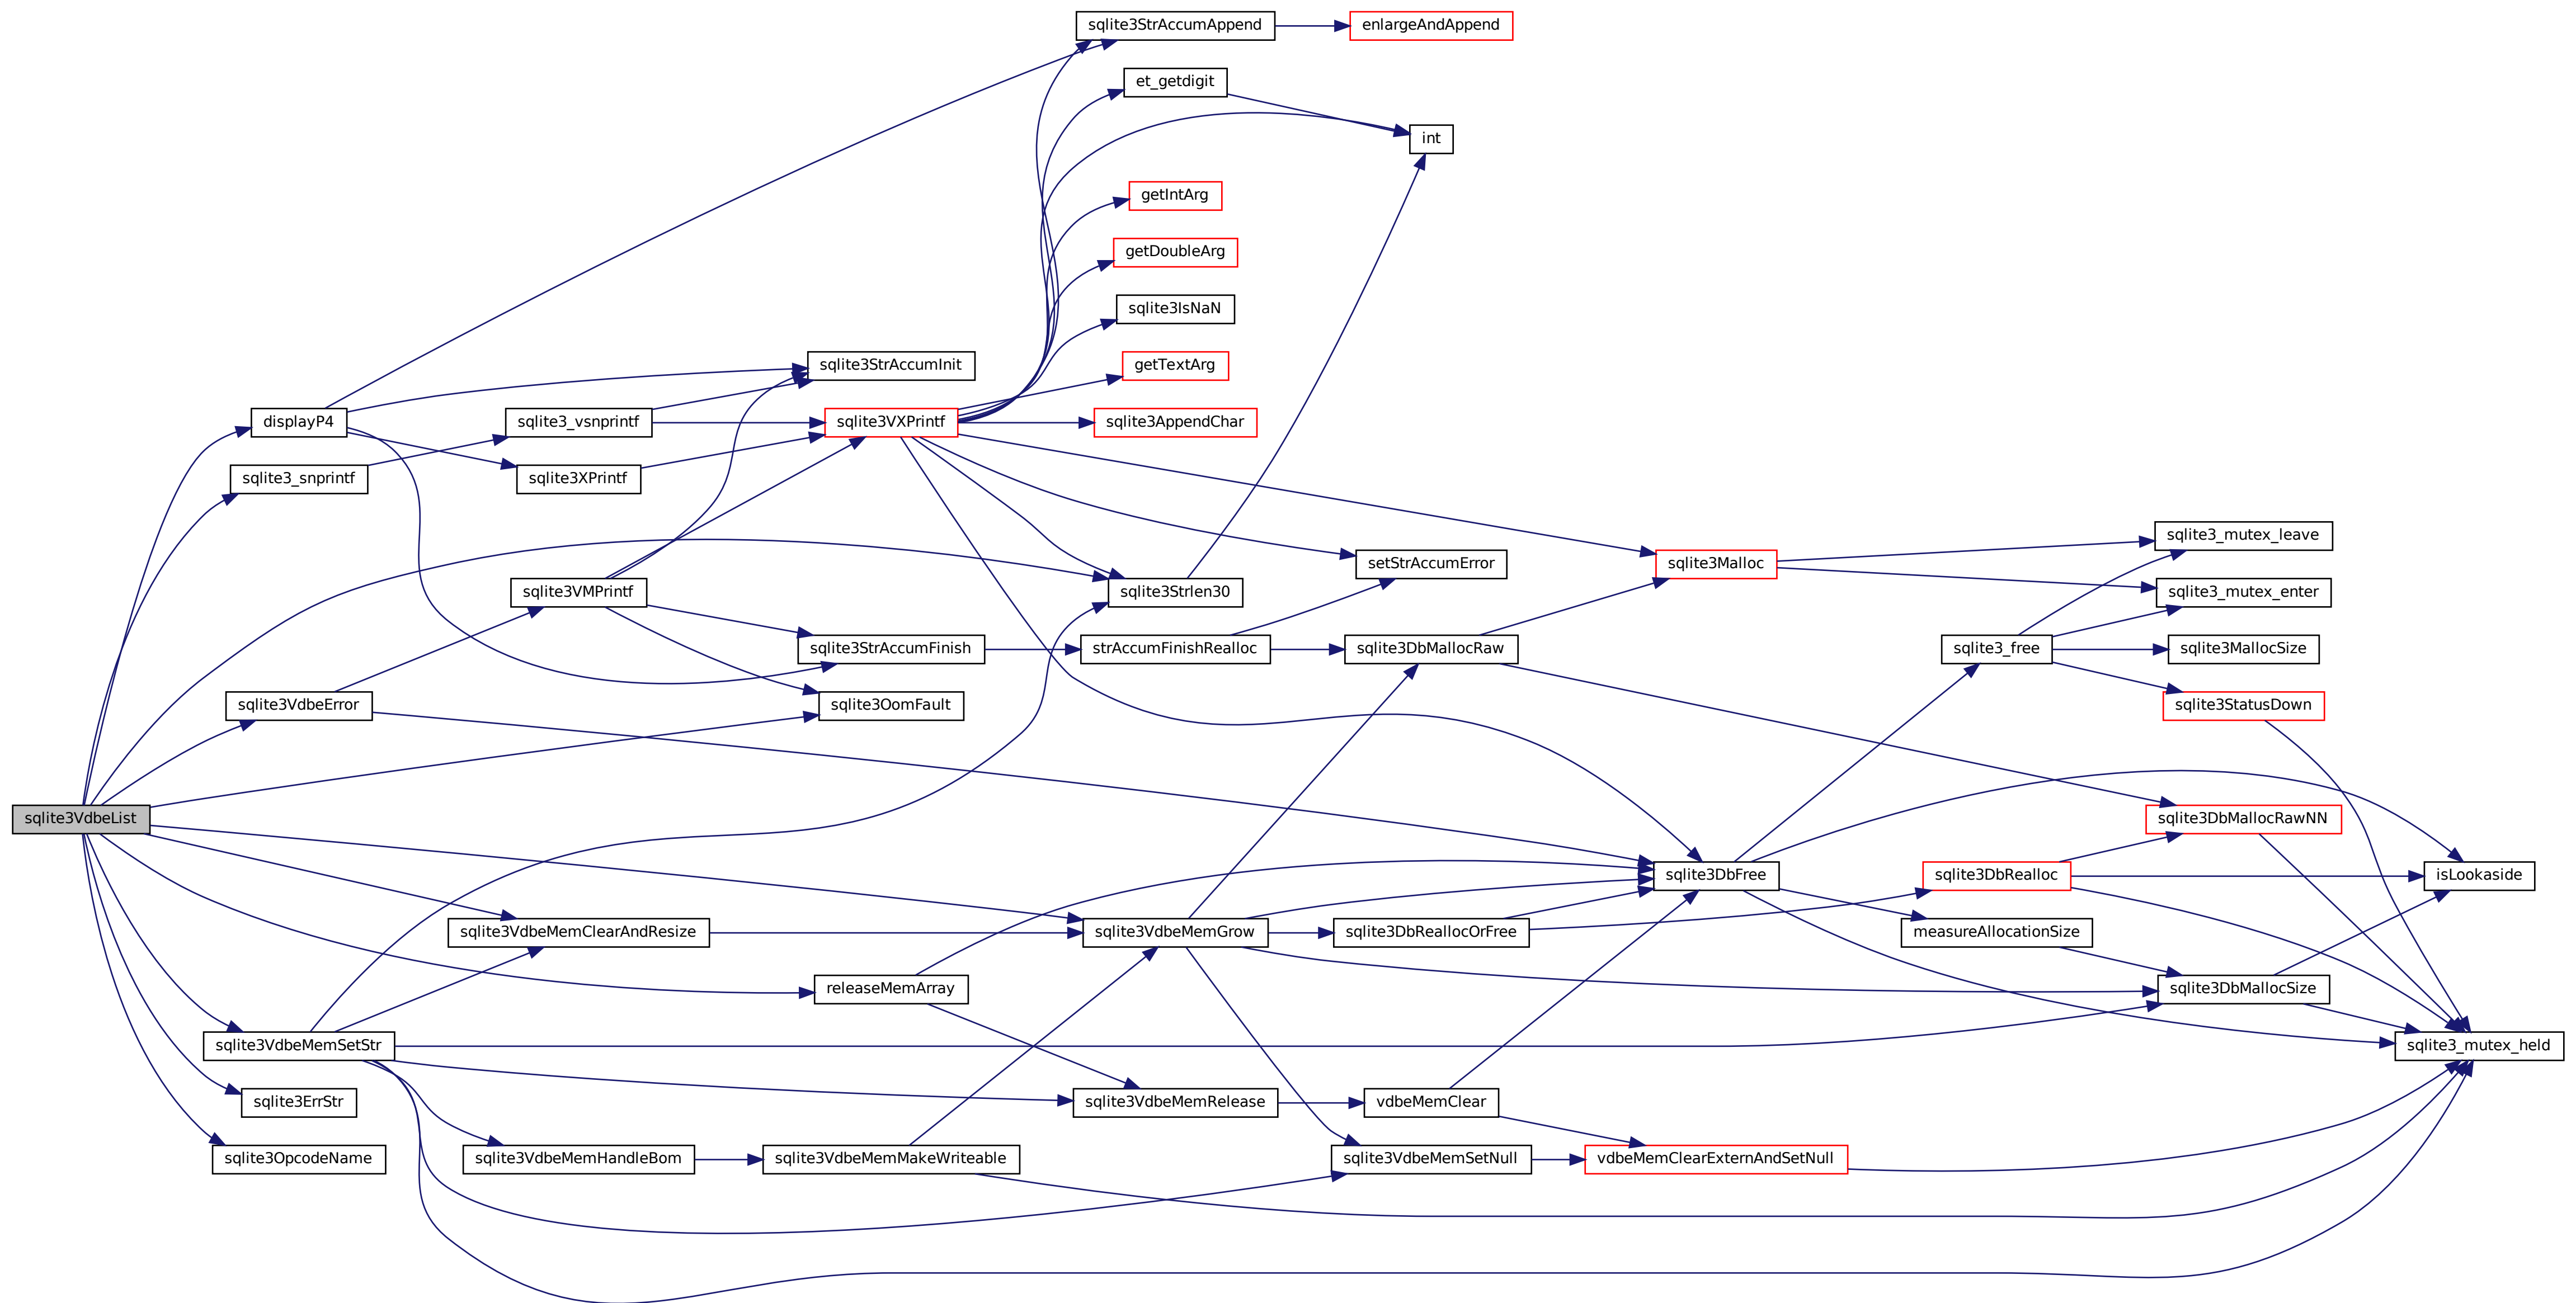 sqlite3StrAccumAppend
enlargeAndAppend
et_getdigit
int
getIntArg
getDoubleArg
sqlite3IsNaN
sqlite3StrAccumInit
getTextArg
displayP4
sqlite3_vsnprintf
sqlite3VXPrintf
sqlite3AppendChar
sqlite3_snprintf
sqlite3XPrintf
sqlite3_mutex_leave
setStrAccumError
sqlite3Malloc
sqlite3VMPrintf
sqlite3Strlen30
sqlite3_mutex_enter
sqlite3StrAccumFinish
strAccumFinishRealloc
sqlite3DbMallocRaw
sqlite3_free
sqlite3MallocSize
sqlite3VdbeError
sqlite3OomFault
sqlite3StatusDown
sqlite3VdbeList
sqlite3DbMallocRawNN
sqlite3DbFree
sqlite3DbRealloc
isLookaside
sqlite3VdbeMemClearAndResize
sqlite3VdbeMemGrow
sqlite3DbReallocOrFree
measureAllocationSize
releaseMemArray
sqlite3DbMallocSize
sqlite3VdbeMemSetStr
sqlite3_mutex_held
sqlite3ErrStr
sqlite3VdbeMemRelease
vdbeMemClear
sqlite3OpcodeName
sqlite3VdbeMemHandleBom
sqlite3VdbeMemMakeWriteable
sqlite3VdbeMemSetNull
vdbeMemClearExternAndSetNull